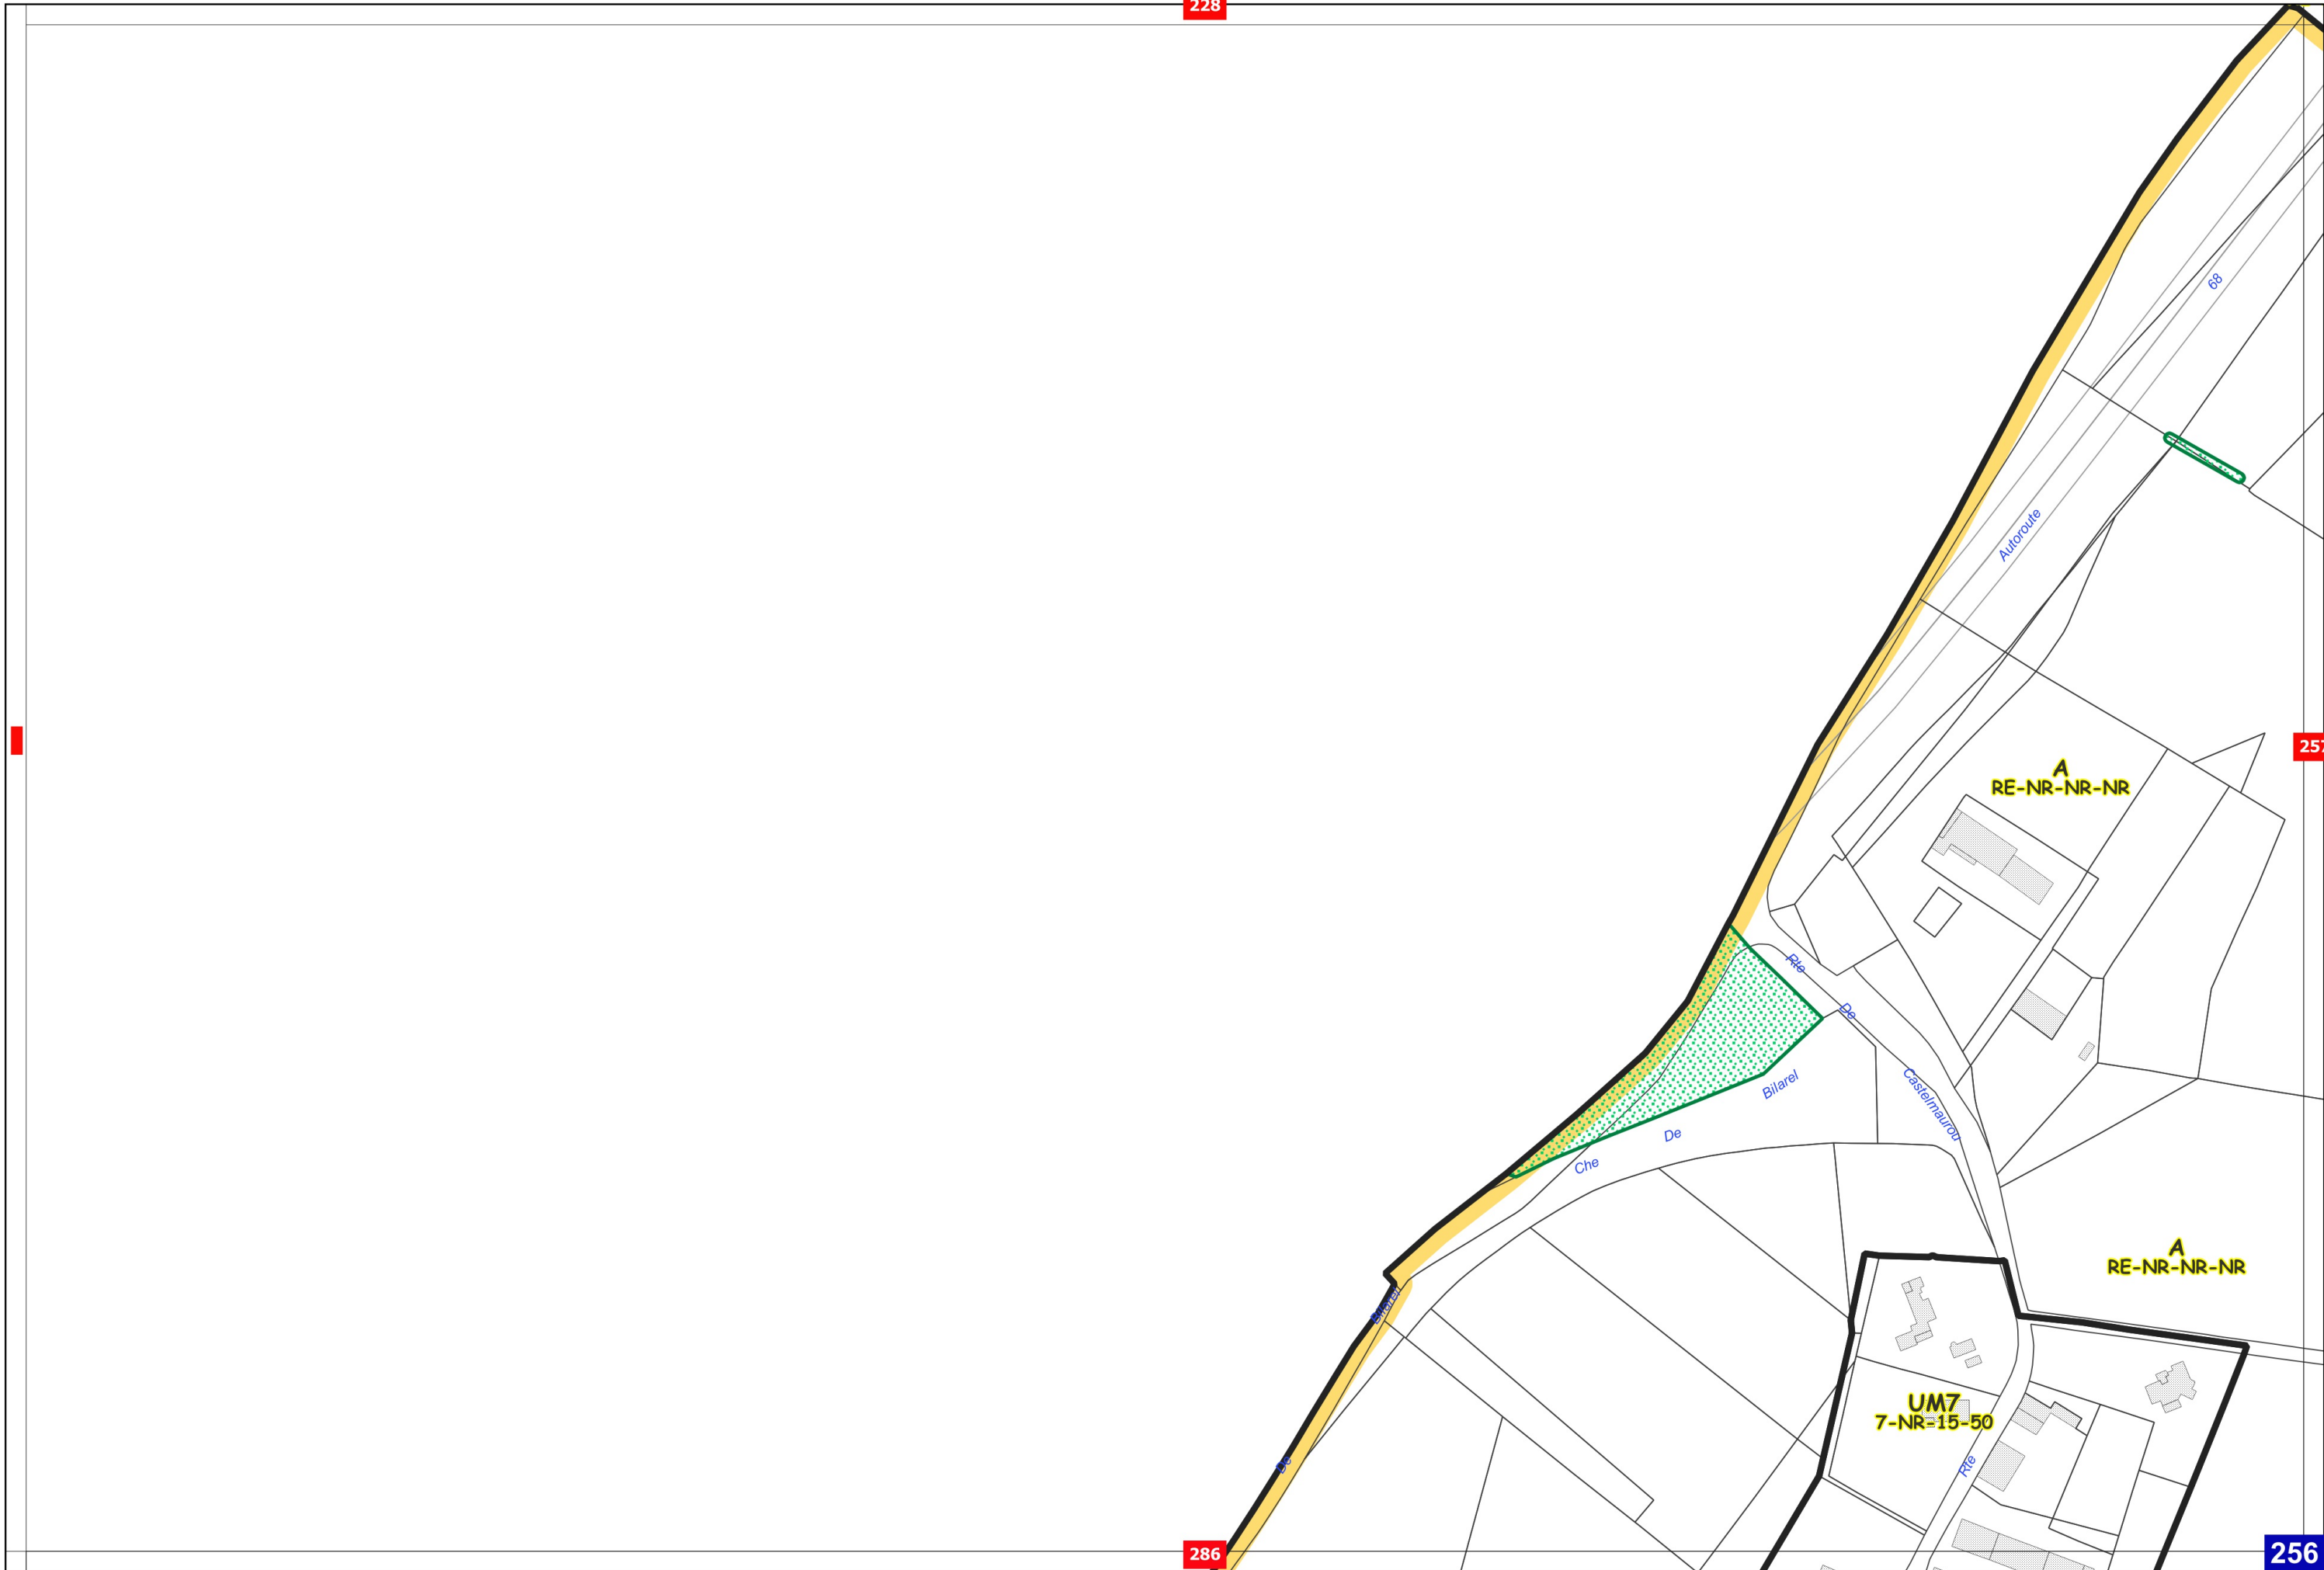 228
68
Autoroute
257
A
RE-NR-NR-NR
Rte
De
Castelmaurou
Bilarel
De
Che
A
RE-NR-NR-NR
De
UM7
7-NR-15-50
Rte
286
256